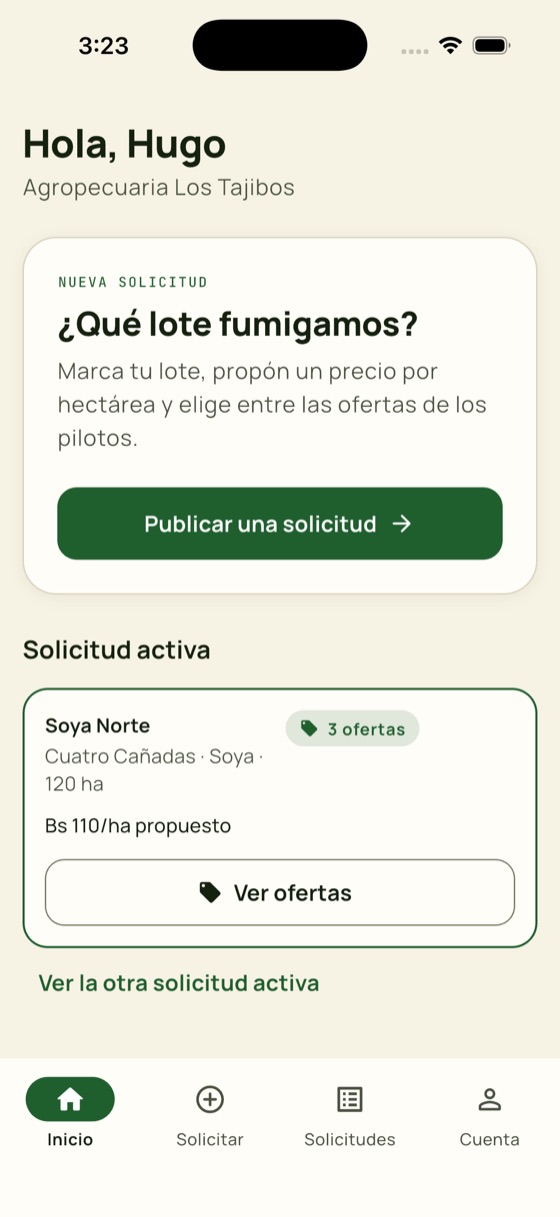 3:23
Hola, Hugo
Agropecuaria Los Tajibos
NUEVA SOLICITUD
¿Qué lote fumigamos?
Marca tu lote, propón un precio por
hectárea y elige entre las ofertas de los
pilotos.
Publicar una solicitud →
Solicitud activa
Soya Norte
3 ofertas
Cuatro Cañadas · Soya ·
120 ha
Bs 110/ha propuesto
Ver ofertas
Ver la otra solicitud activa
Inicio
Solicitar
Solicitudes
Cuenta